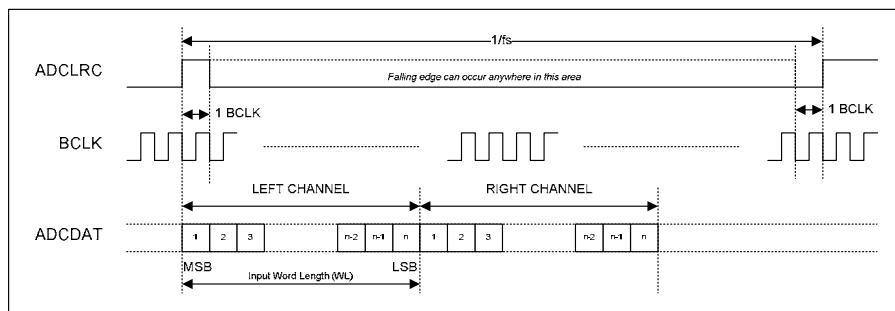 1/fs
ADCLRC
Falling edge can occur anywhere in this area
1 BCLK
1 BCLK
BCLK
LEFT CHANNEL
RIGHT CHANNEL
ADCDAT
1 2 3 n-2 n-1 n 1 2 3 n-2 n-1 n
MSB
LSB
Input Word Length (WL)